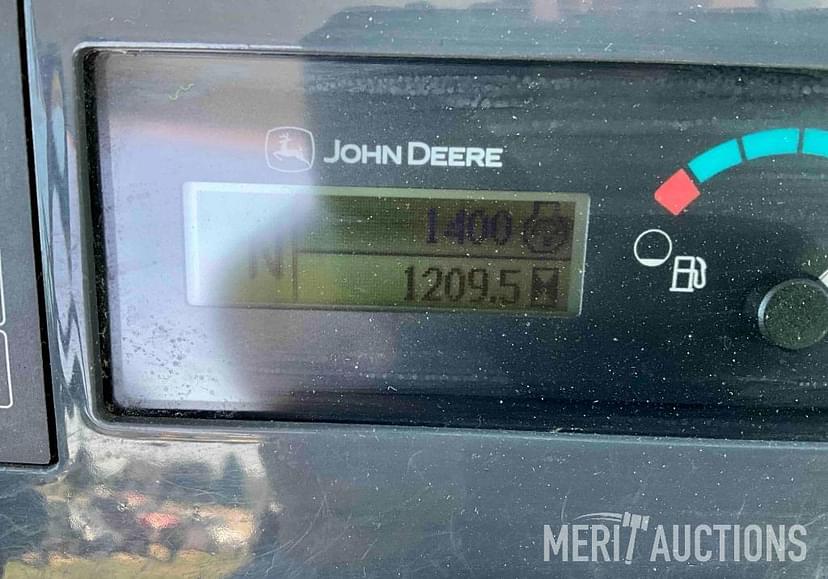 JOHN DEERE
1400
N
1209.5
MERIT AUCTIONS